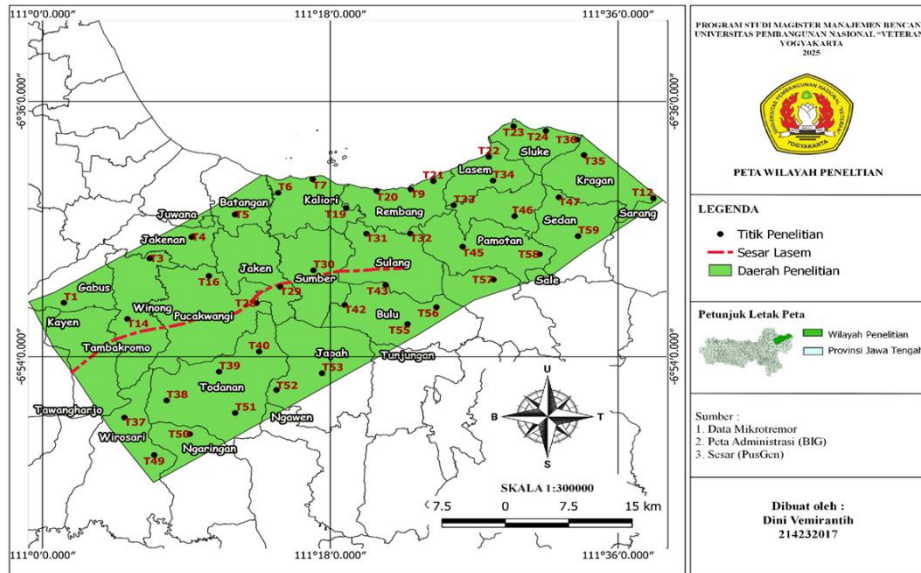 111°0'0.000"
111°18'0.000"
111°36'0.000"
-6°36'0.000"
-6°36'0.000"
-6°54'0.000"
-6°54'0.000"
T23
T24
T36
Sluke
T22
T35
Lasem
Kragan
T6
T7
T21
T34
T20
T9
T12
Batangan
Kaliori
T47
T33
Juwana
T5
T19
Rembang
T46
Sedan
Sarang
T4
T31
T32
T59
Jakenan
Pamotan
T3
T45
T58
Jaken
T30
Sulang
T16
Sumber
T57
Sale
Gabus
T29
T43
T1
Winong
T28
T42
T56
Kayen
T14
Pucakwangi
Bulu
T55
Tambakromo
T40
Japah
Tunjungan
T39
T53
Todanan
T52
T38
Tawangharjo
T37
T51
Ngawen
Wirosari
T50
Ngaringan
T49
U
B
T
S
SKALA 1:300000
7.5
0
7.5
15 km
111°0'0.000"
111°18'0.000"
111°36'0.000"
PROGRAM STUDI MAGISTER MANAJEMEN BENCAN
UNIVERSITAS PEMBANGUNAN NASIONAL "VETERAN
YOGYAKARTA
2025
YOGYAKARTA
PETA WILAYAH PENELTIAN
LEGENDA
Titik Penelitian
Sesar Lasem
Daerah Penelitian
Petunjuk Letak Peta
Wilayah Penelitian
Provinsi Jawa Tengah
Sumber :
1. Data Mikrotremor
2. Peta Administrasi (BIG)
3. Sesar (PusGen)
Dibuat oleh :
Dini Vemirantih
214232017